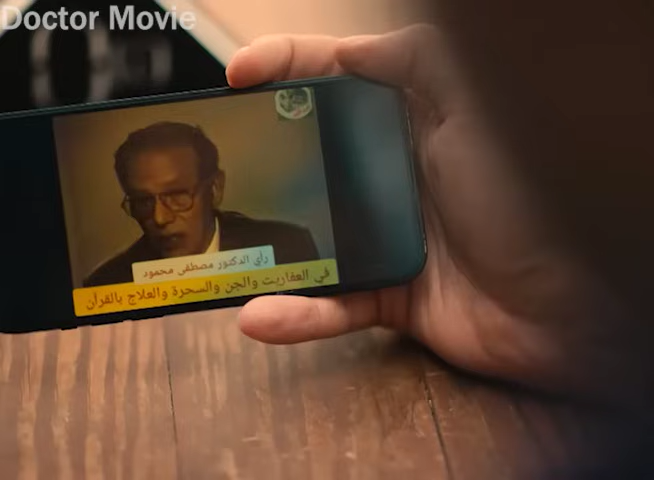 Doctor Movie
رأي الدكتور مصطفى محمود
في العفاريت والجن والسحرة والعلاج بالقرآن